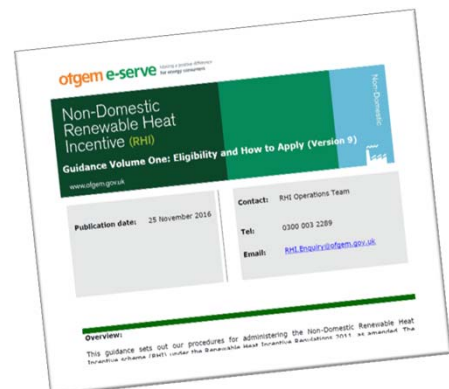 ofgem e-serve Making a positive difference
for energy consumers
Non-Domestic
Renewable Heat
Incentive (RHI)
Non-Domestic
Guidance Volume One: Eligibility and How to Apply (Version 9)
www.ofgem.gov.uk
Publication date: 25 November 2016
Contact: RHI Operations Team
Tel: 0300 003 2289
Email: RHI.Enquiry@ofgem.gov.uk
Overview:
This guidance sets out our procedures for administering the Non-Domestic Renewable Heat
Incentive scheme (RHI) under the Renewable Heat Incentive Regulations 2011, as amended. The